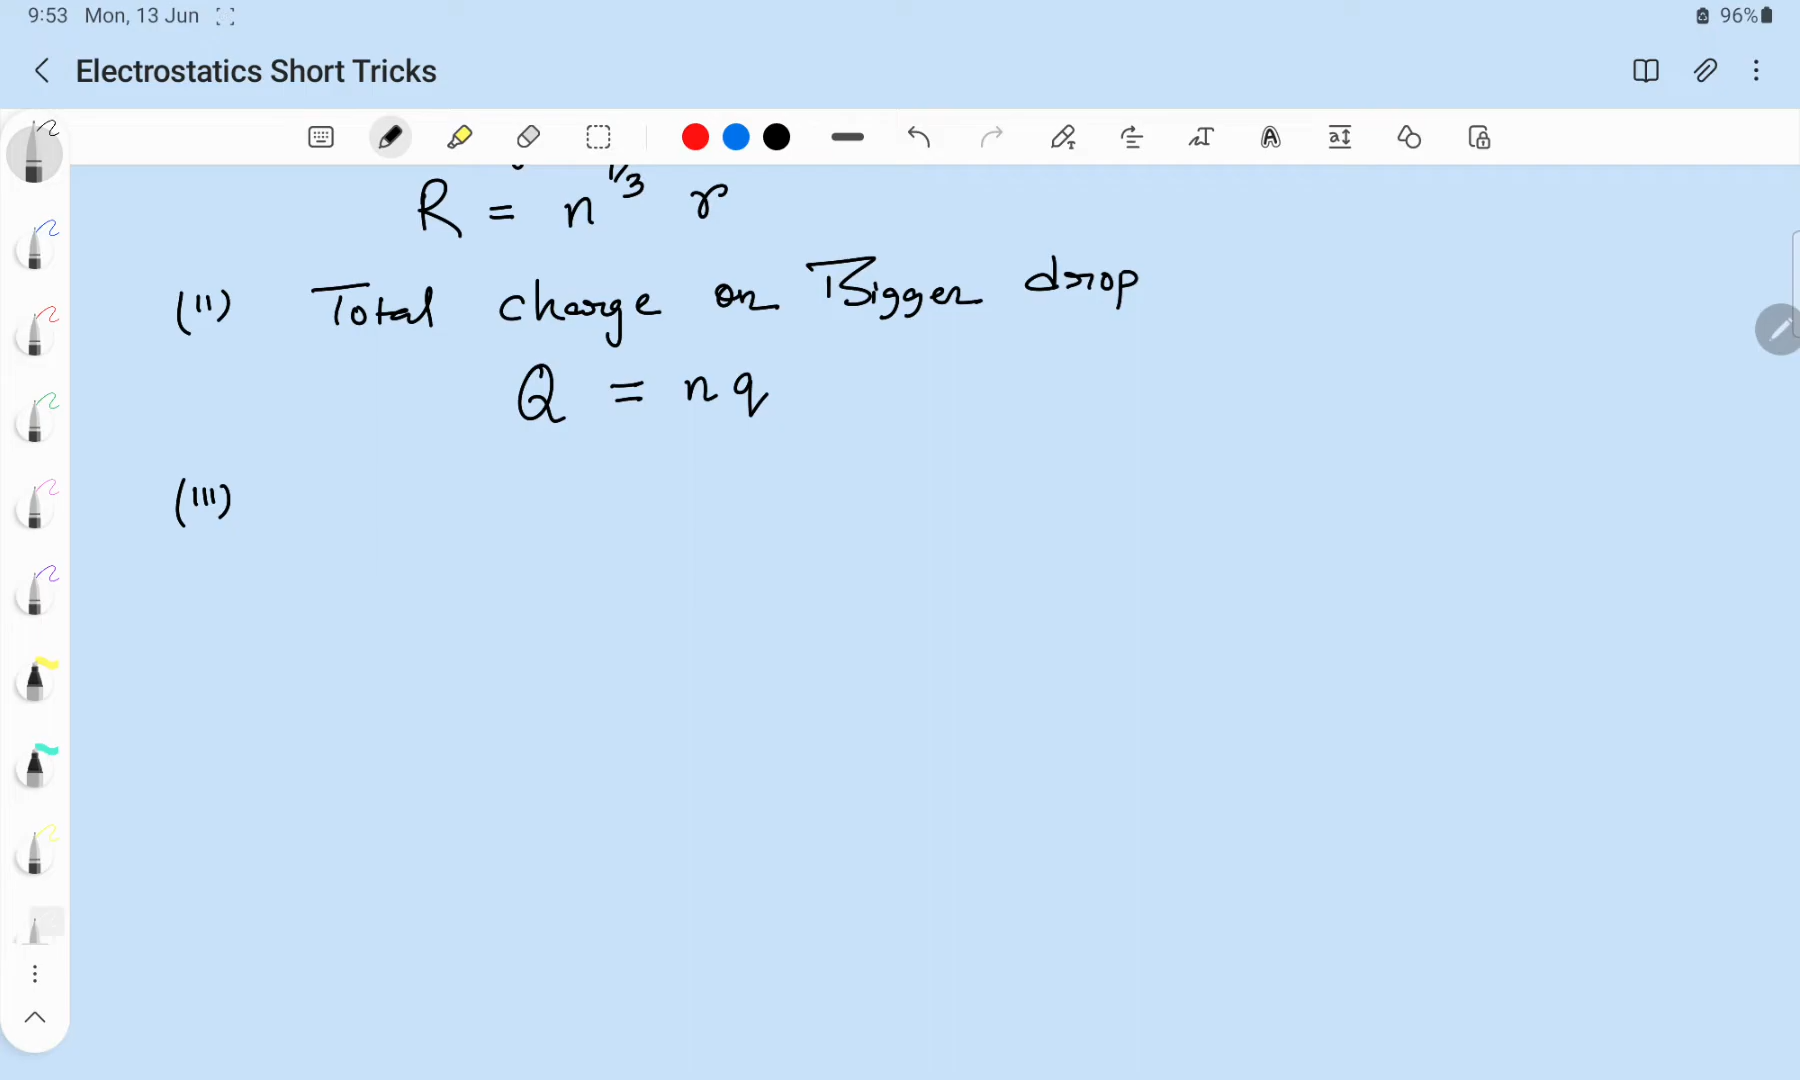 9:53 Mon, 13 Jun 96%
Electrostatics Short Tricks
R = n^1/3 r
(II) Total charge on Bigger drop
Q = nq
(III)